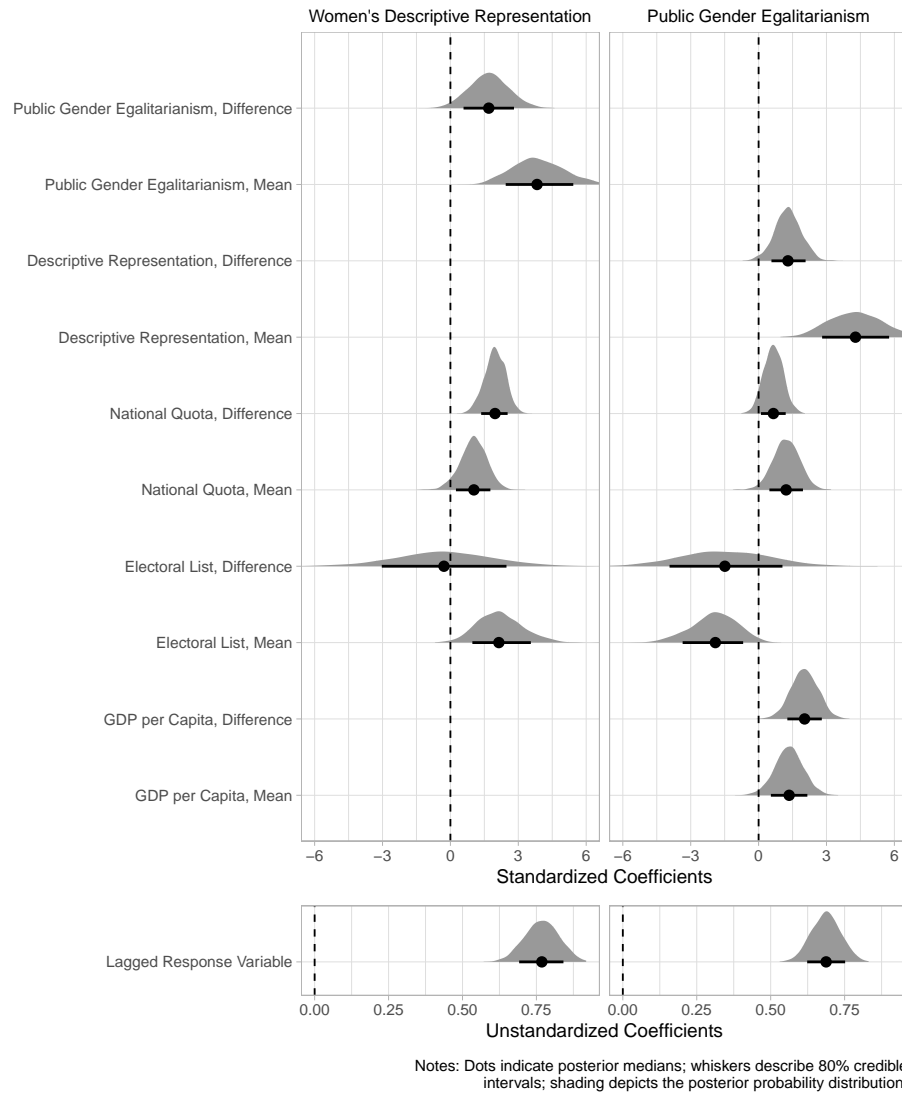 Women's Descriptive Representation
Public Gender Egalitarianism
Public Gender Egalitarianism, Difference
Public Gender Egalitarianism, Mean
Descriptive Representation, Difference
Descriptive Representation, Mean
National Quota, Difference
National Quota, Mean
Electoral List, Difference
Electoral List, Mean
GDP per Capita, Difference
GDP per Capita, Mean
−6 −3 0 3 6 −6 −3 0 3 6
Standardized Coefficients
Lagged Response Variable
0.00 0.25 0.50 0.75 0.00 0.25 0.50 0.75
Unstandardized Coefficients
Notes: Dots indicate posterior medians; whiskers describe 80% credible
intervals; shading depicts the posterior probability distribution